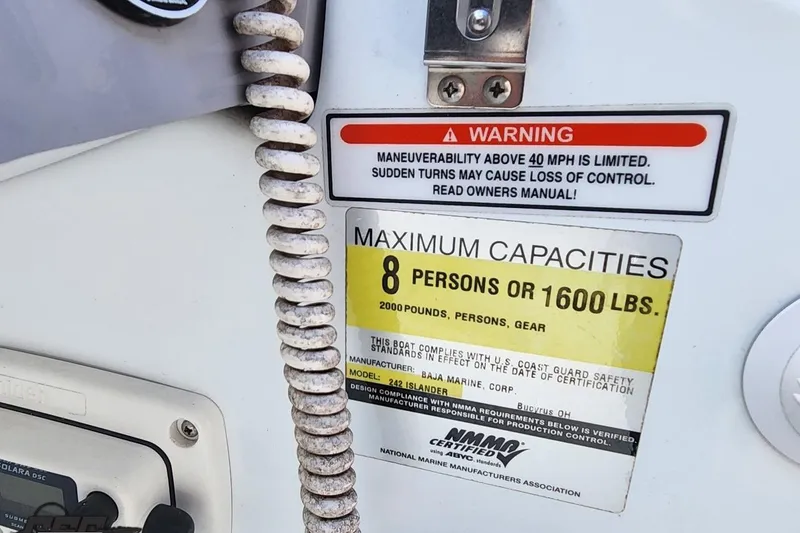 WARNING
MANEUVERABILITY ABOVE 40 MPH IS LIMITED.
SUDDEN TURNS MAY CAUSE LOSS OF CONTROL.
READ OWNERS MANUAL!
MAXIMUM CAPACITIES
8 PERSONS OR 1600 LBS.
2000 POUNDS, PERSONS, GEAR
THIS BOAT COMPLIES WITH U.S. COAST GUARD SAFETY
STANDARDS IN EFFECT ON THE DATE OF CERTIFICATION
MANUFACTURER: BAJA MARINE, CORP.
MODEL: 242 ISLANDER Bucyrus OH
DESIGN COMPLIANCE WITH NMMA REQUIREMENTS BELOW IS VERIFIED.
MANUFACTURER RESPONSIBLE FOR PRODUCTION CONTROL.
NMMA
CERTIFIED
using ABYC standards
NATIONAL MARINE MANUFACTURERS ASSOCIATION
OLARA DSC